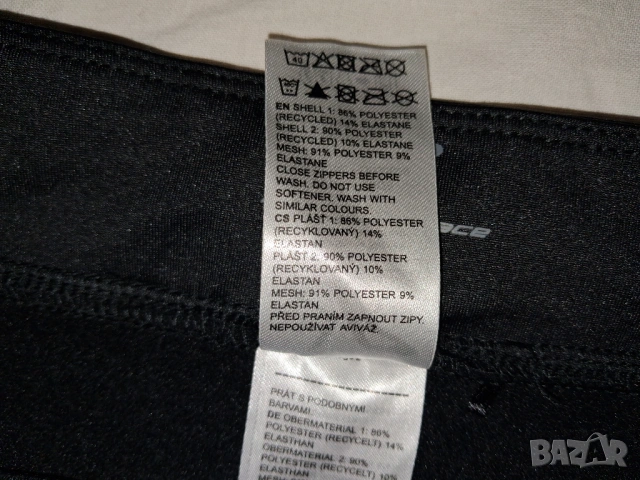 40
EN SHELL 1: 86% POLYESTER
(RECYCLED) 14% ELASTANE
SHELL 2: 90% POLYESTER
(RECYCLED) 10% ELASTANE
MESH: 91% POLYESTER 9%
ELASTANE
CLOSE ZIPPERS BEFORE
WASH. DO NOT USE
SOFTENER. WASH WITH
SIMILAR COLOURS.
CS PLÁŠŤ 1: 86% POLYESTER
(RECYKLOVANÝ) 14%
ELASTAN
PLÁŠŤ 2: 90% POLYESTER
(RECYKLOVANÝ) 10%
ELASTAN
MESH: 91% POLYESTER 9%
ELASTAN
PŘED PRANÍM ZAPNOUT ZIPY.
NEPOUŽÍVAT AVIVÁŽ.
PRÁT S PODOBNÝMI
BARVAMI.
DE OBERMATERIAL 1: 86%
POLYESTER (RECYCELT) 14%
ELASTHAN
OBERMATERIAL 2: 90%
POLYESTER (RECYCELT) 10%
ELASTHAN
BAZAR